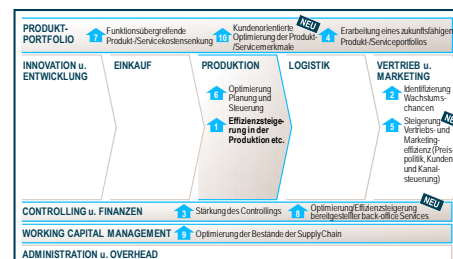 PRODUKT-
PORTFOLIO
7
Funktionsübergreifende
Produkt-/Servicekostensenkung
10
Kundenorientierte
Optimierung der Produkt-
/Servicemerkmale
NEU
4
Erarbeitung eines zukunftsfähigen
Produkt-/Serviceportfolios
INNOVATION u.
ENTWICKLUNG
EINKAUF
PRODUKTION
6
Optimierung
Planung und
Steuerung
1
Effizienzsteige-
rung in der
Produktion etc.
LOGISTIK
VERTRIEB u.
MARKETING
2
Identifizierung
Wachstums-
chancen
5
Steigerung
Vertriebs- und
Marketing-
effizienz (Preis-
politik, Kunden
und Kanal-
steuerung)
CONTROLLING u. FINANZEN
3
Stärkung des Controllings
8
Optimierung/Effizienzsteigerung
bereitgestellter back-office Services
NEU
WORKING CAPITAL MANAGEMENT
9
Optimierung der Bestände der Supply Chain
ADMINISTRATION u. OVERHEAD